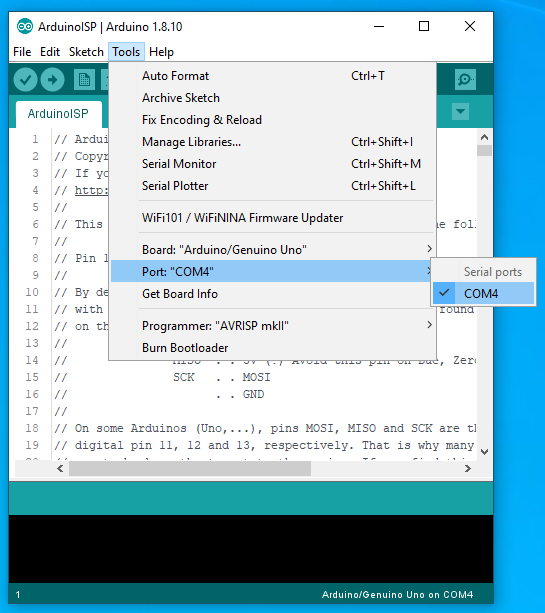 ArduinoISP | Arduino 1.8.10
File Edit Sketch Tools Help
ArduinoISP
Auto Format Ctrl+T
Archive Sketch
Fix Encoding & Reload
Manage Libraries... Ctrl+Shift+I
Serial Monitor Ctrl+Shift+M
Serial Plotter Ctrl+Shift+L
WiFi101 / WiFiNINA Firmware Updater
Board: "Arduino/Genuino Uno"
Port: "COM4"
Get Board Info
Programmer: "AVRISP mkII"
Burn Bootloader
Serial ports
COM4
1 // Ardui
2 // Copyr
3 // If yo
4 // http:
5 //
6 // This e foll
7 //
8 // Pin l
9 //
10 // By de
11 // with found
12 // on th
13 //
14 // MISO . . 5V (!) Avoid this pin on Due, Zero
15 // SCK . . MOSI
16 // . . GND
17 //
18 // On some Arduinos (Uno,...), pins MOSI, MISO and SCK are th
19 // digital pin 11, 12 and 13, respectively. That is why many
1 Arduino/Genuino Uno on COM4